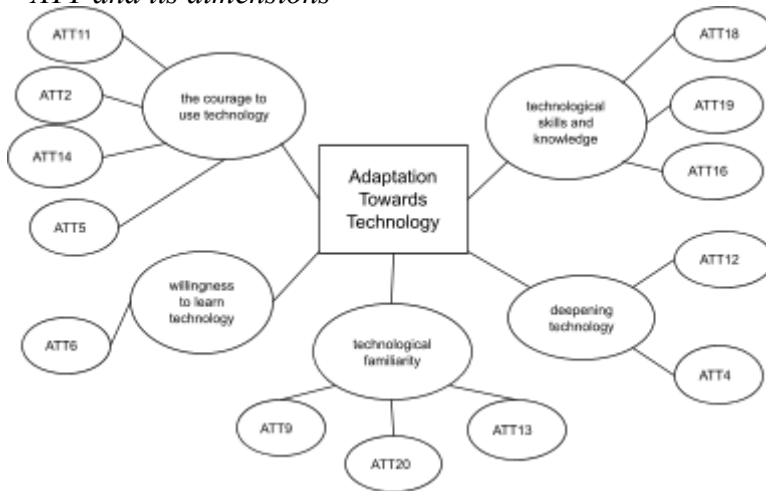 ATT and its dimensions
ATT11
ATT2
ATT14
ATT5
the courage to
use technology
ATT18
ATT19
ATT16
technological
skills and
knowledge
Adaptation
Towards
Technology
willingness
to learn
technology
ATT6
technological
familiarity
ATT9
ATT20
ATT13
deepening
technology
ATT12
ATT4